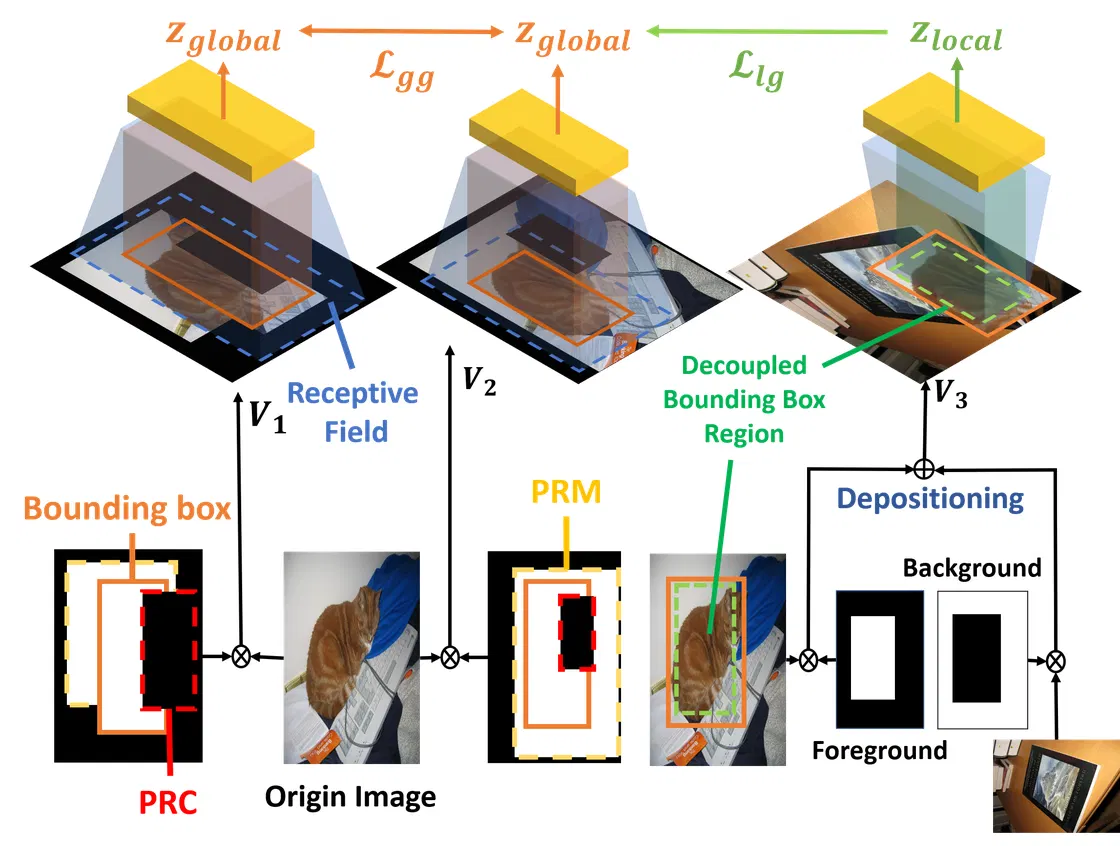 z_global
z_global
z_local
ℒ_gg
ℒ_lg
Receptive
Field
V_1
V_2
Decoupled
Bounding Box
Region
V_3
Bounding box
PRM
Depositioning
Background
Foreground
PRC
Origin Image